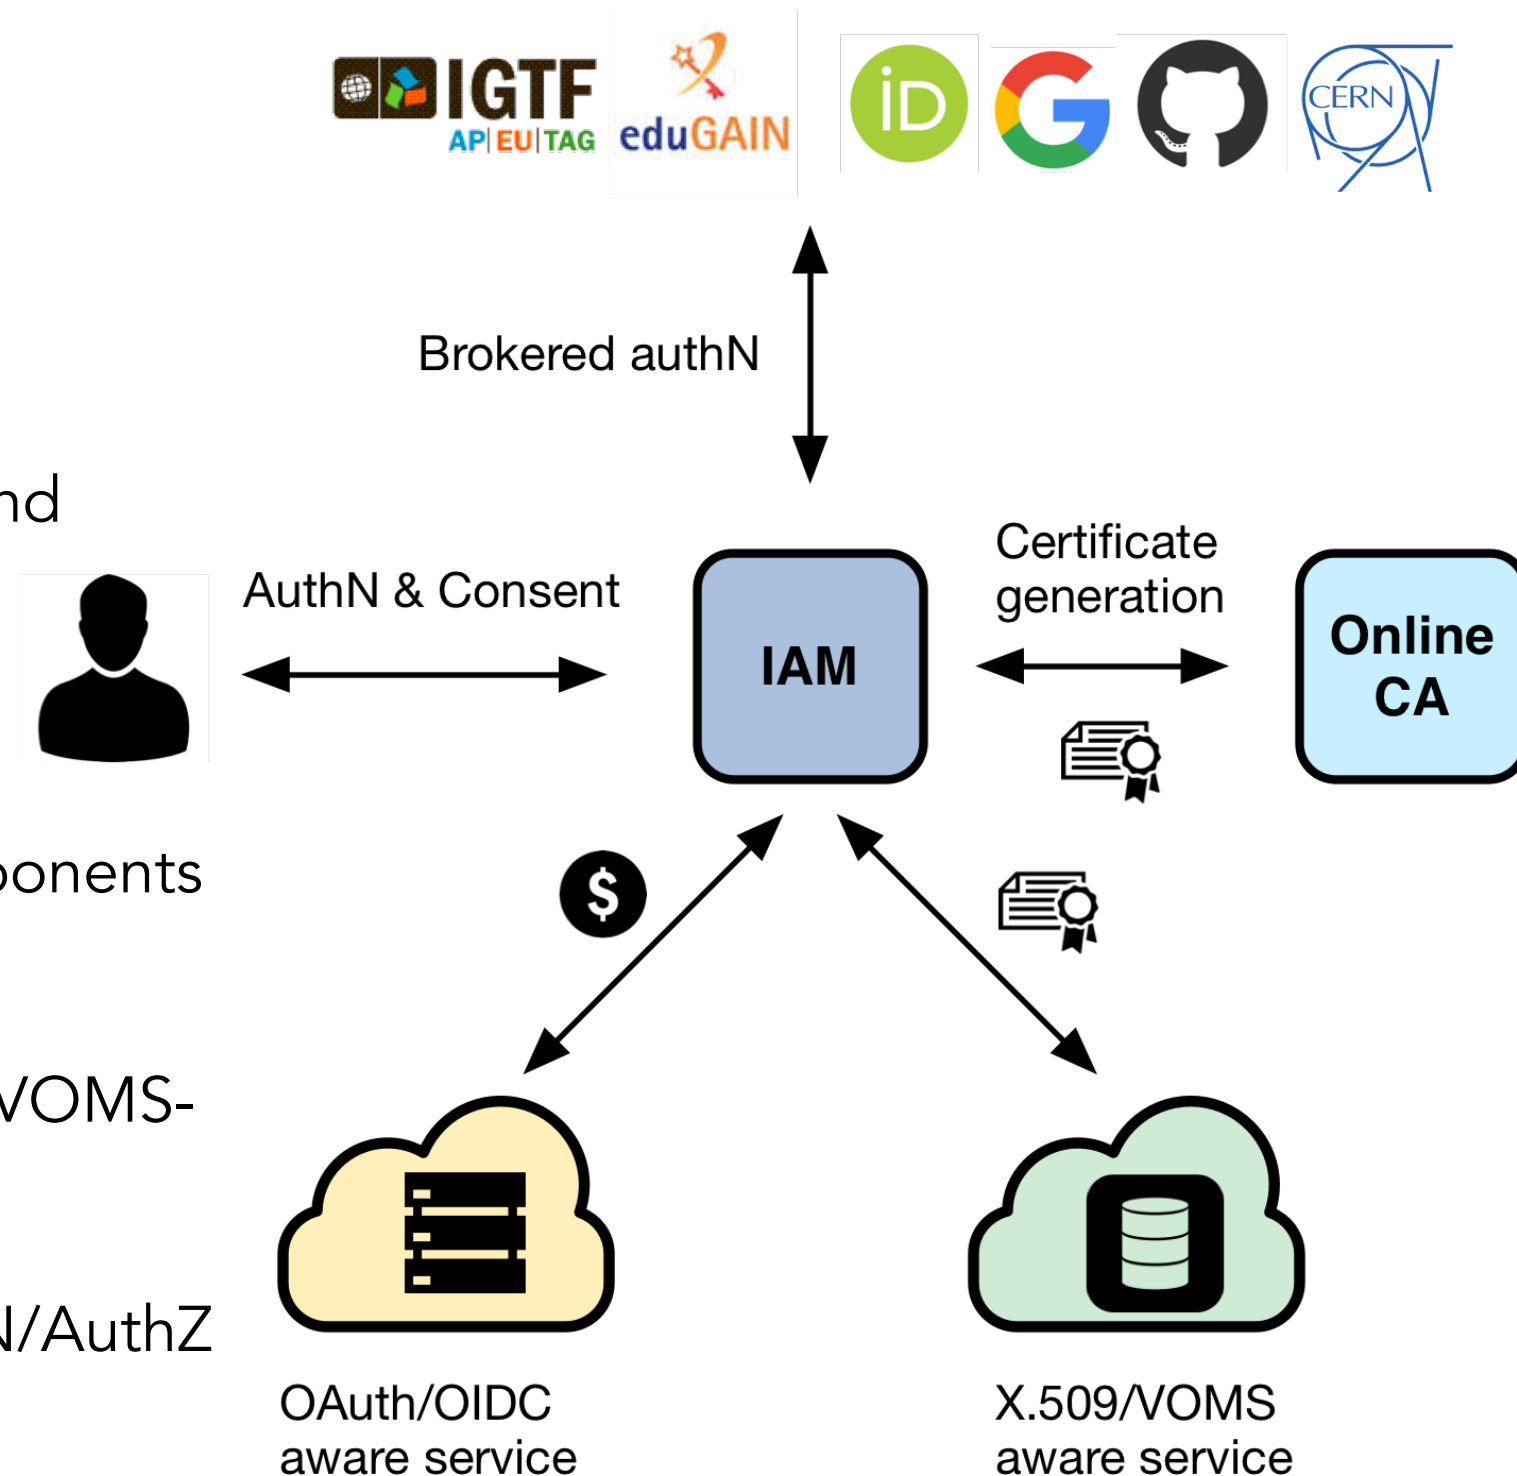 IGTF
AP|EU|TAG
eduGAIN
iD
CERN
Brokered authN
nd
AuthN & Consent
Certificate
generation
IAM
Online
CA
$
ponents
VOMS-
N/AuthZ
OAuth/OIDC
aware service
X.509/VOMS
aware service